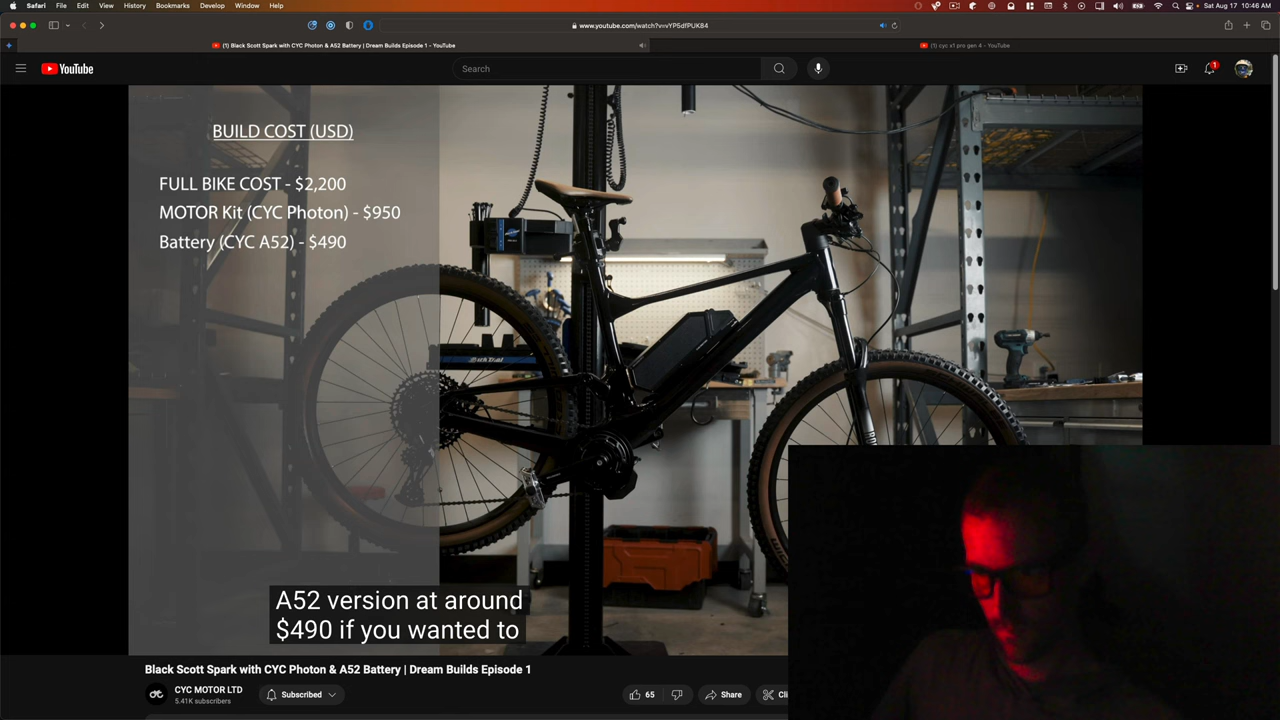 Safari File Edit View History Bookmarks Develop Window Help
Sat Aug 17 10:46 AM
www.youtube.com/watch?v=vYP5dfPUK84
(1) Black Scott Spark with CYC Photon & A52 Battery | Dream Builds Episode 1 - YouTube
(1) cyc x1 pro gen 4 - YouTube
YouTube
Search
1
BUILD COST (USD)
FULL BIKE COST - $2,200
MOTOR Kit (CYC Photon) - $950
Battery (CYC A52) - $490
ParkTool
A52 version at around
$490 if you wanted to
Black Scott Spark with CYC Photon & A52 Battery | Dream Builds Episode 1
CYC MOTOR LTD
5.41K subscribers
Subscribed
65
Share
Cli